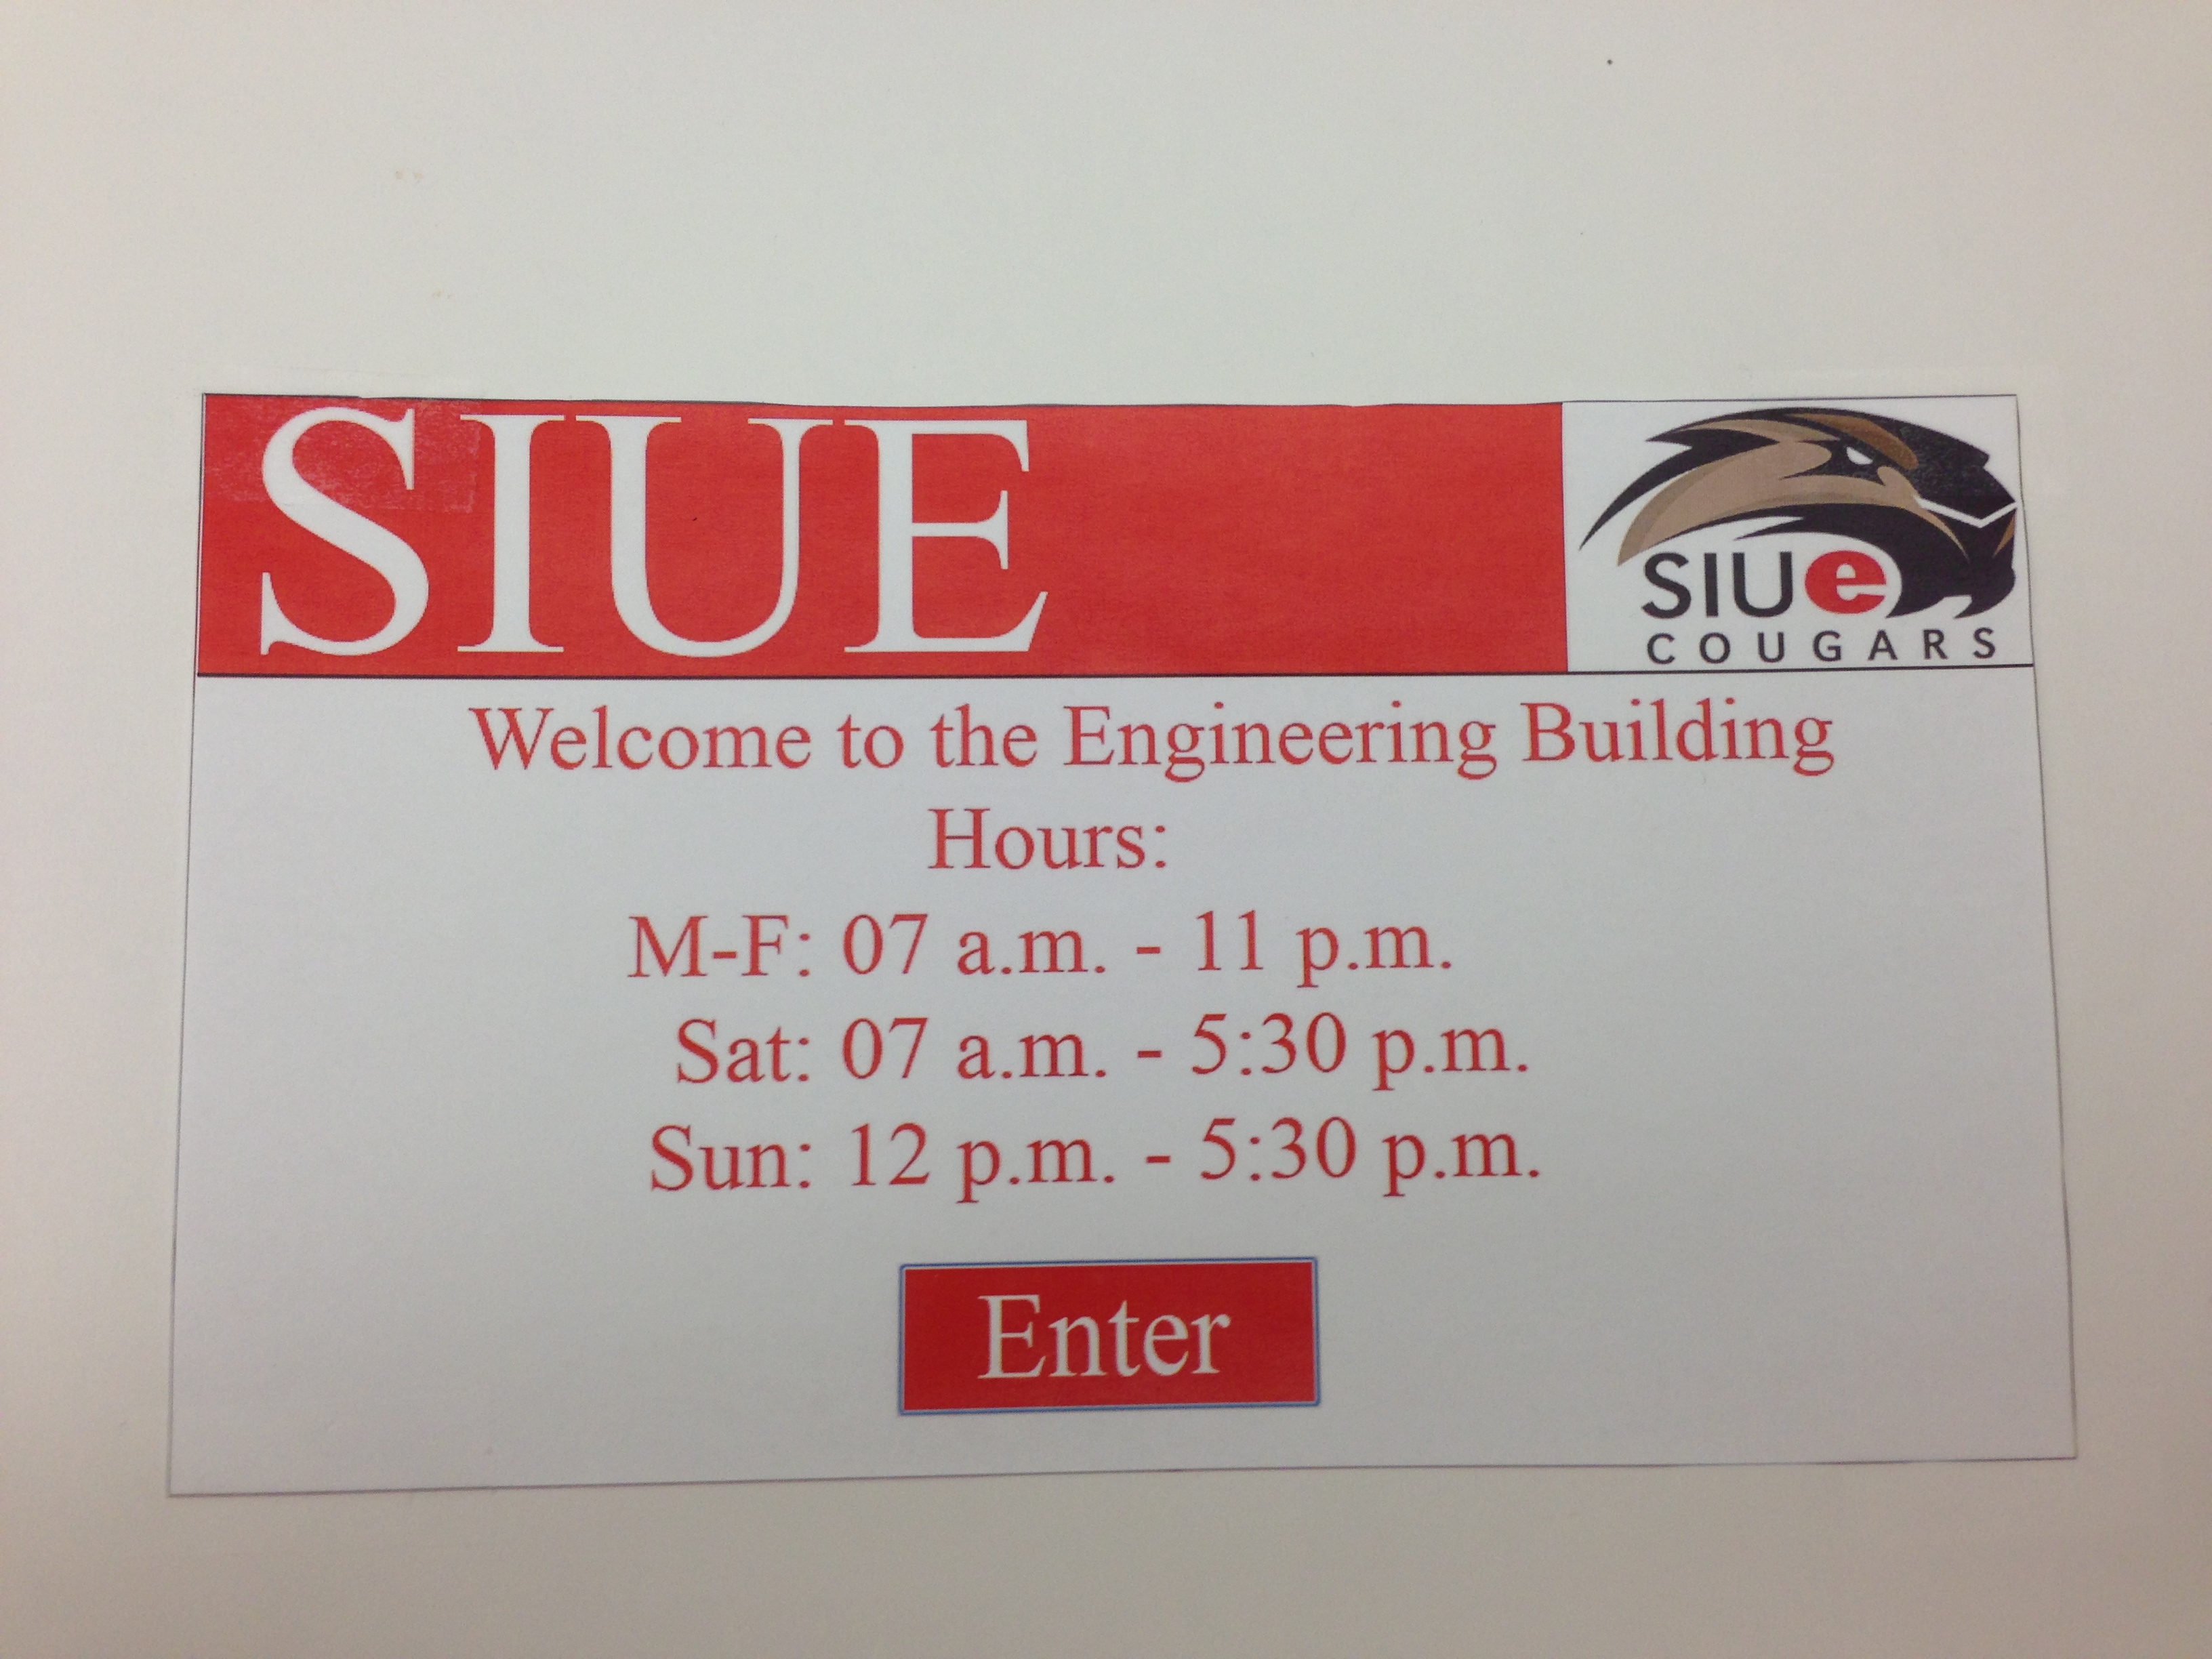 SIUE
SIUe
COUGARS
Welcome to the Engineering Building
Hours:
M-F: 07 a.m. - 11 p.m.
Sat: 07 a.m. - 5:30 p.m.
Sun: 12 p.m. - 5:30 p.m.
Enter